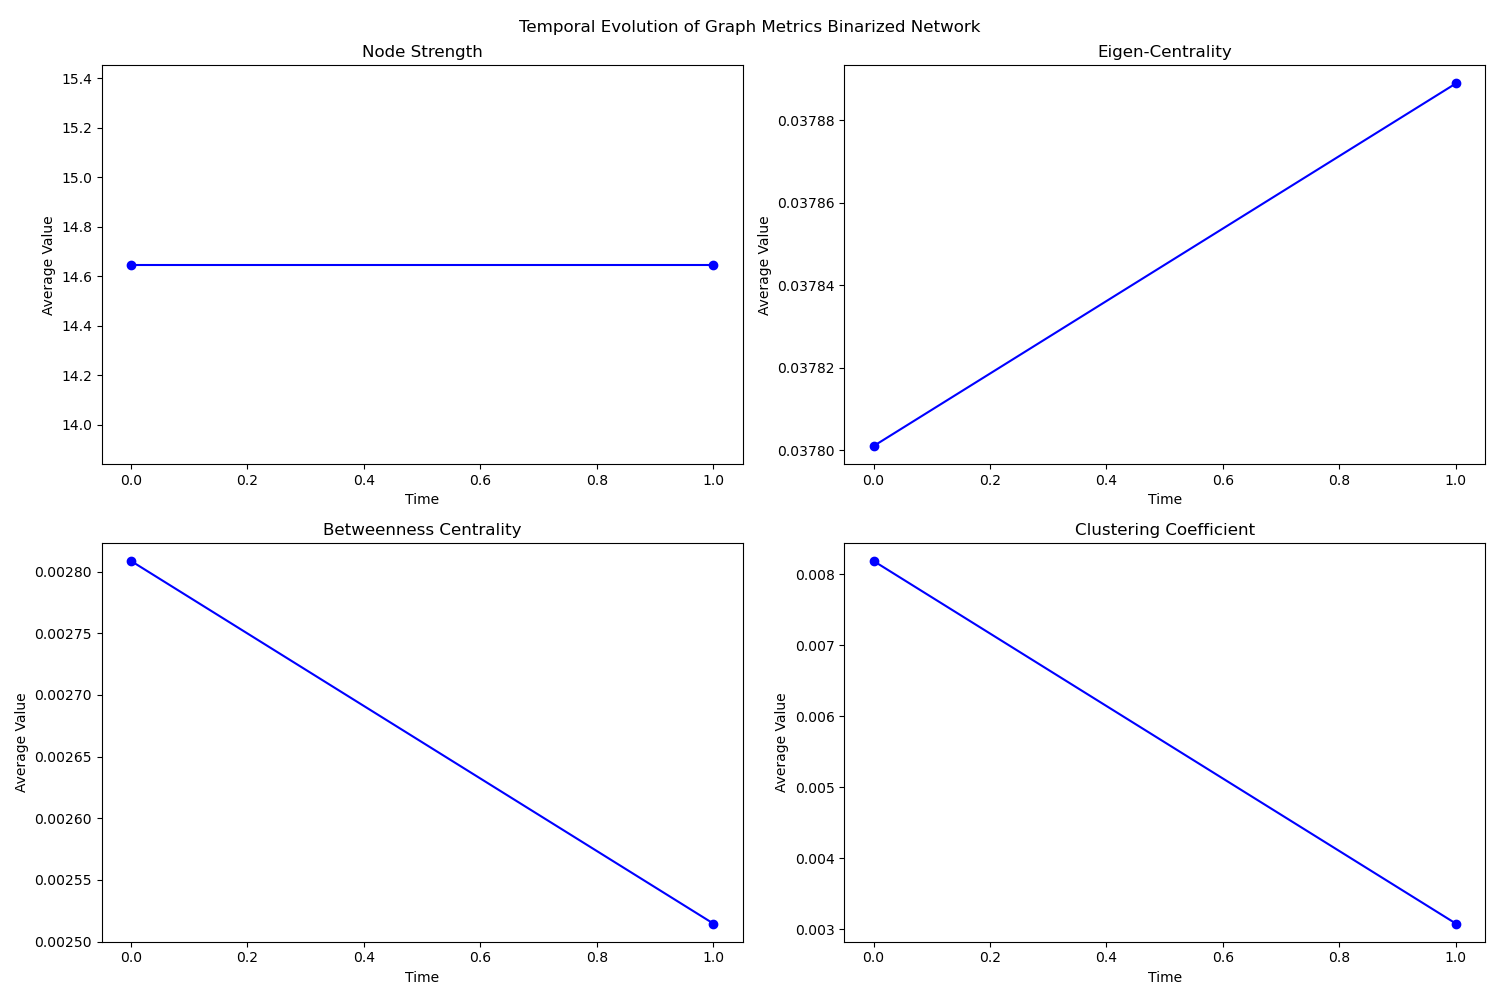 Temporal Evolution of Graph Metrics Binarized Network
Node Strength
15.4
15.2
15.0
14.8
14.6
14.4
14.2
14.0
Average Value
0.0 0.2 0.4 0.6 0.8 1.0
Time
Eigen-Centrality
0.03788
0.03786
0.03784
0.03782
0.03780
Average Value
0.0 0.2 0.4 0.6 0.8 1.0
Time
Betweenness Centrality
0.00280
0.00275
0.00270
0.00265
0.00260
0.00255
0.00250
Average Value
0.0 0.2 0.4 0.6 0.8 1.0
Time
Clustering Coefficient
0.008
0.007
0.006
0.005
0.004
0.003
Average Value
0.0 0.2 0.4 0.6 0.8 1.0
Time